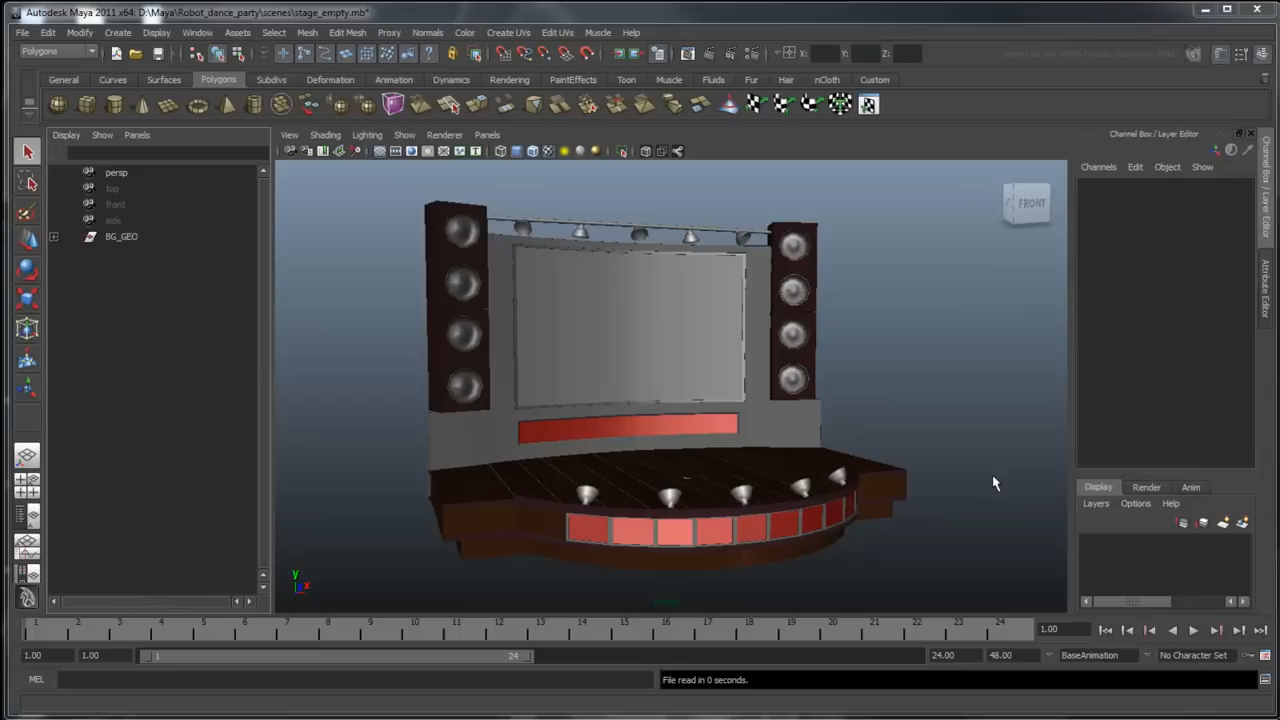 Autodesk Maya 2011 x64: D:\Maya\Robot_dance_party\scenes\stage_empty.mb*
File Edit Modify Create Display Window Assets Select Mesh Edit Mesh Proxy Normals Color Create UVs Edit UVs Muscle Help
Polygons X: Y: Z:
General Curves Surfaces Polygons Subdivs Deformation Animation Dynamics Rendering PaintEffects Toon Muscle Fluids Fur Hair nCloth Custom
Display Show Panels View Shading Lighting Show Renderer Panels Channel Box / Layer Editor
Channels Edit Object Show
persp
top
front
side
BG_GEO
FRONT
Channel Box / Layer Editor
Attribute Editor
Display Render Anim
Layers Options Help
y
x
1 2 3 4 5 6 7 8 9 10 11 12 13 14 15 16 17 18 19 20 21 22 23 24 1.00
1.00 1.00 1 24 24.00 48.00 BaseAnimation No Character Set
MEL File read in 0 seconds.